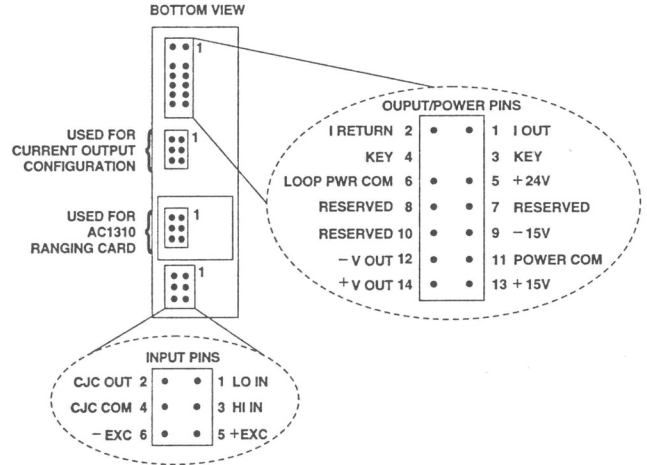 BOTTOM VIEW
1
USED FOR
CURRENT OUTPUT
CONFIGURATION
1
USED FOR
AC1310
RANGING CARD
1
1
OUPUT/POWER PINS
I RETURN 2 1 I OUT
KEY 4 3 KEY
LOOP PWR COM 6 5 +24V
RESERVED 8 7 RESERVED
RESERVED 10 9 −15V
−V OUT 12 11 POWER COM
+V OUT 14 13 +15V
INPUT PINS
CJC OUT 2 1 LO IN
CJC COM 4 3 HI IN
−EXC 6 5 +EXC